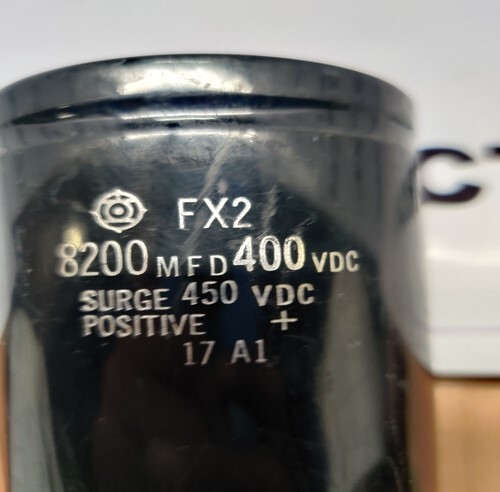 FX2
8200 MFD 400 VDC
SURGE 450 VDC
POSITIVE +
17 A1